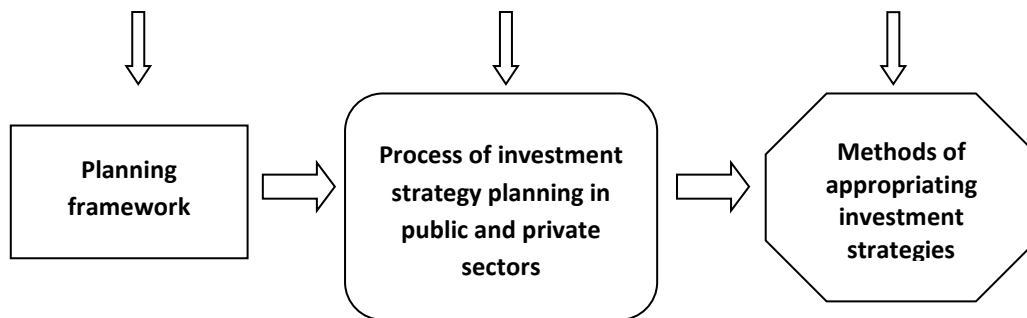 Planning
framework
Process of investment
strategy planning in
public and private
sectors
Methods of
appropriating
investment
strategies